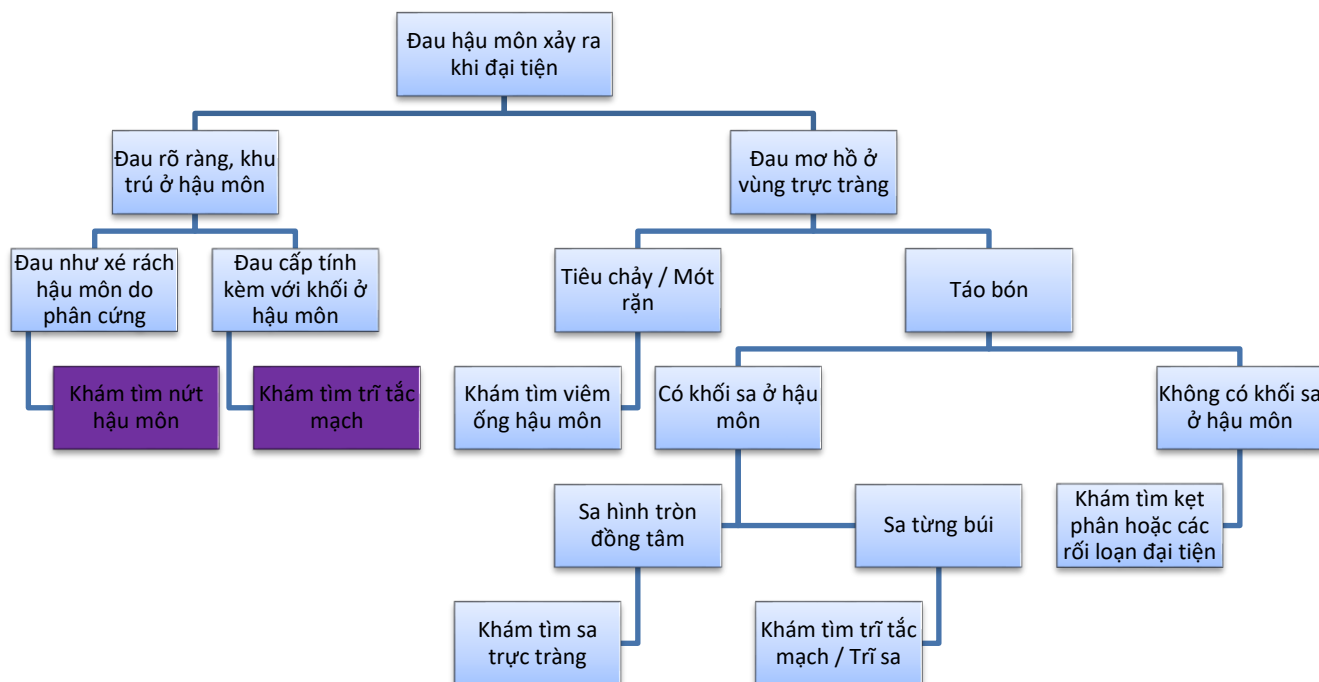 Đau hậu môn xảy ra
khi đại tiện
Đau rõ ràng, khu
trú ở hậu môn
Đau mơ hồ ở
vùng trực tràng
Đau như xé rách
hậu môn do
phân cứng
Đau cấp tính
kèm với khối ở
hậu môn
Tiêu chảy / Mót
rặn
Táo bón
Khám tìm nứt
hậu môn
Khám tìm trĩ tắc
mạch
Khám tìm viêm
ống hậu môn
Có khối sa ở hậu
môn
Không có khối sa
ở hậu môn
Sa hình tròn
đồng tâm
Sa từng búi
Khám tìm kẹt
phân hoặc các
rối loạn đại tiện
Khám tìm sa
trực tràng
Khám tìm trĩ tắc
mạch / Trĩ sa